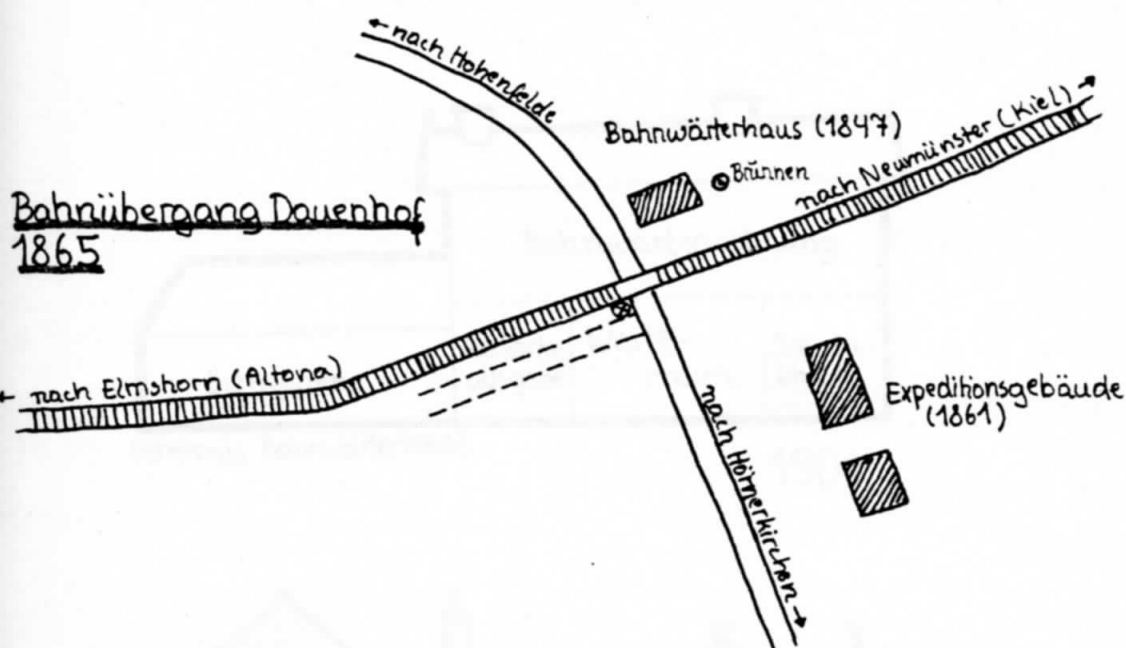 nach Hohenfelde
Bahnwärterhaus (1847)
Brunnen
nach Neumünster (Kiel)
Bahnübergang Dauenhof
1865
nach Elmshorn (Altona)
Expeditionsgebäude
(1861)
nach Hörnerkirchen